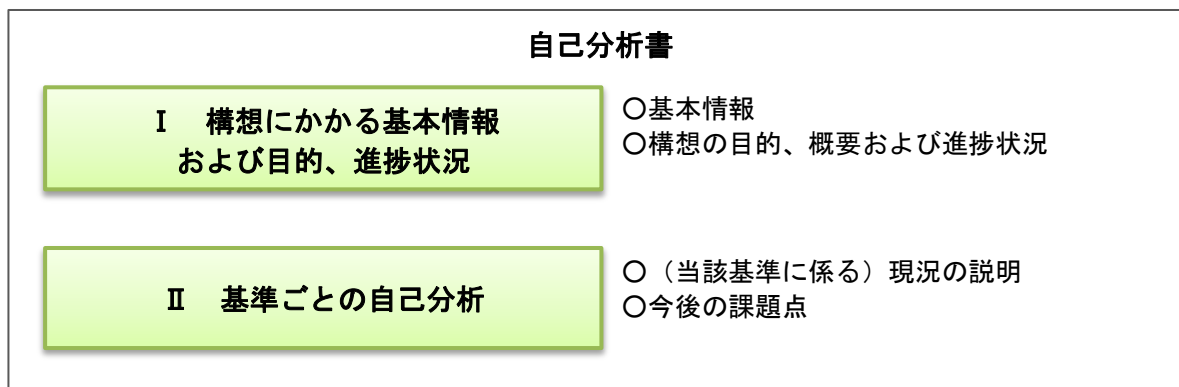 自己分析書
Ⅰ　構想にかかる基本情報
および目的、進捗状況
〇基本情報
〇構想の目的、概要および進捗状況
Ⅱ　基準ごとの自己分析
〇（当該基準に係る）現況の説明
〇今後の課題点